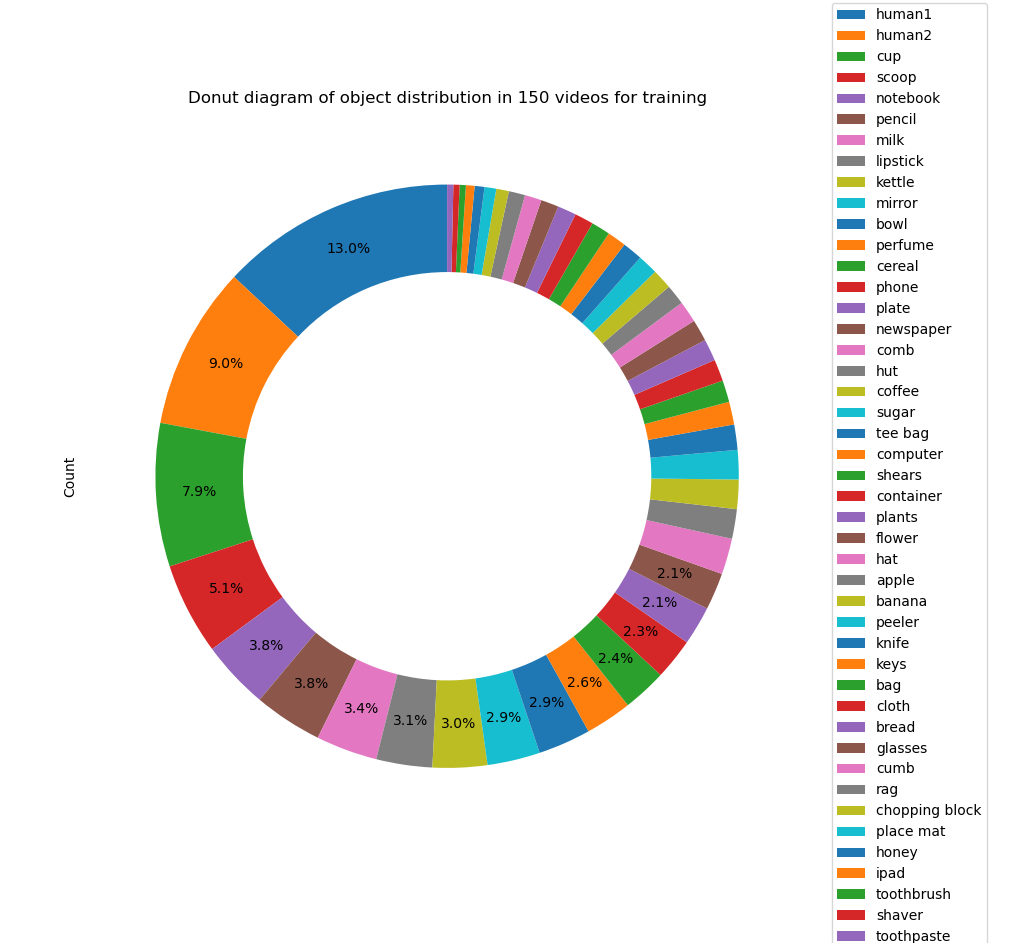 Donut diagram of object distribution in 150 videos for training
13.0%
9.0%
7.9%
5.1%
3.8%
3.8%
3.4%
3.1%
3.0%
2.9%
2.9%
2.6%
2.4%
2.3%
2.1%
2.1%
Count
human1
human2
cup
scoop
notebook
pencil
milk
lipstick
kettle
mirror
bowl
perfume
cereal
phone
plate
newspaper
comb
hut
coffee
sugar
tee bag
computer
shears
container
plants
flower
hat
apple
banana
peeler
knife
keys
bag
cloth
bread
glasses
cumb
rag
chopping block
place mat
honey
ipad
toothbrush
shaver
toothpaste